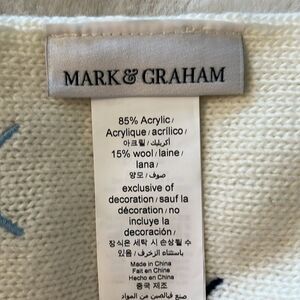 MARK & GRAHAM
85% Acrylic /
Acrylique / acrílico /
아크릴 / أكريليك /
15% wool / laine /
lana /
양모 / صوف /
exclusive of
decoration / sauf la
décoration / no
incluye la
decoración /
장식은 세탁 시 손상될 수
있음 / باستثناء الزخرفة
Made in China
Fait en Chine
Hecho en China
중국 제조
صنع في الصين